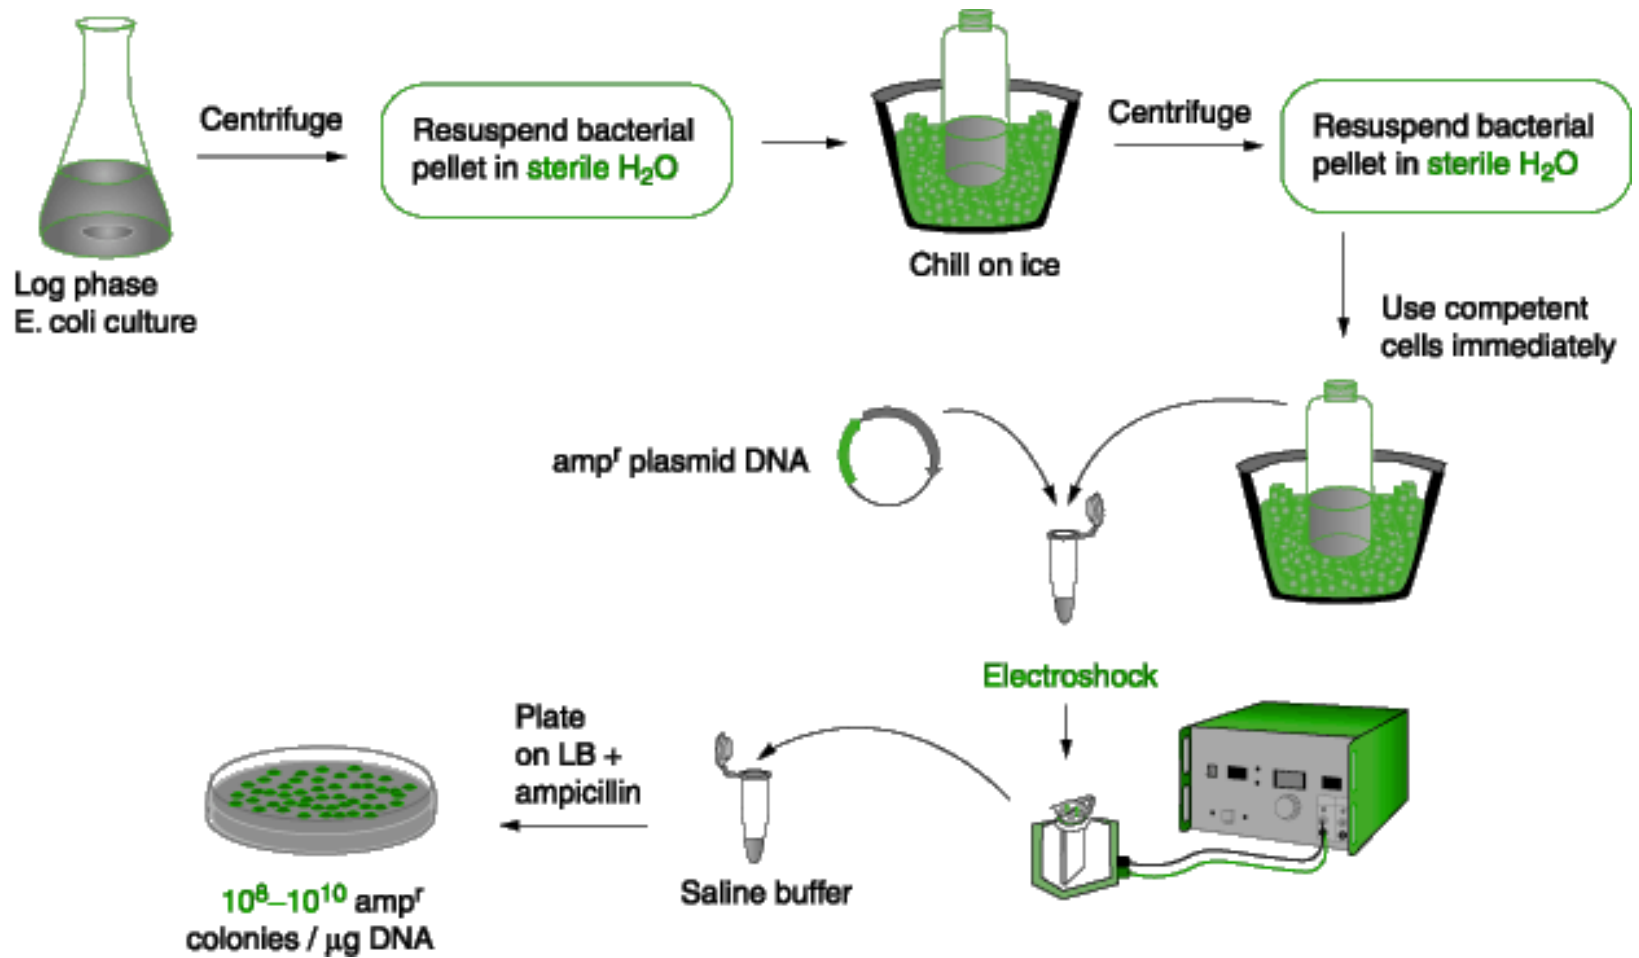 Centrifuge
Resuspend bacterial
pellet in sterile H₂O
Centrifuge
Resuspend bacterial
pellet in sterile H₂O
Log phase
E. coli culture
Chill on ice
Use competent
cells immediately
ampʳ plasmid DNA
Electroshock
Plate
on LB +
ampicillin
Saline buffer
10⁸–10¹⁰ ampʳ
colonies / μg DNA